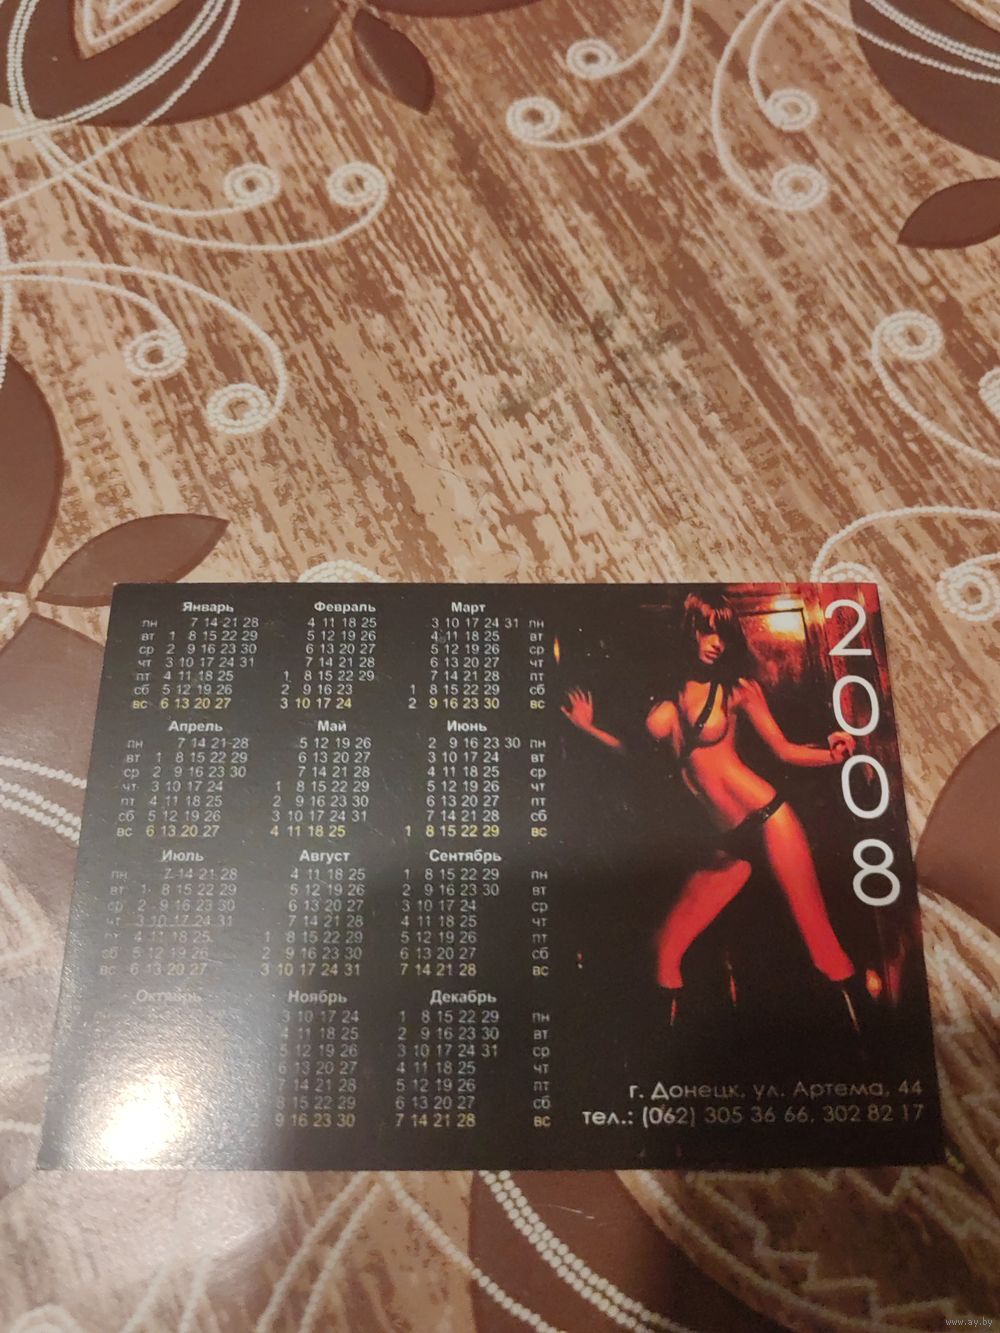 Январь Февраль Март
пн 7 14 21 28 4 11 18 25 3 10 17 24 31 пн
вт 1 8 15 22 29 5 12 19 26 4 11 18 25 вт
ср 2 9 16 23 30 6 13 20 27 5 12 19 26 ср
чт 3 10 17 24 31 7 14 21 28 6 13 20 27 чт
пт 4 11 18 25 1 8 15 22 29 7 14 21 28 пт
сб 5 12 19 26 2 9 16 23 1 8 15 22 29 сб
вс 6 13 20 27 3 10 17 24 2 9 16 23 30 вс
Апрель Май Июнь
пн 7 14 21 28 5 12 19 26 2 9 16 23 30 пн
вт 1 8 15 22 29 6 13 20 27 3 10 17 24 вт
ср 2 9 16 23 30 7 14 21 28 4 11 18 25 ср
чт 3 10 17 24 1 8 15 22 29 5 12 19 26 чт
пт 4 11 18 25 2 9 16 23 30 6 13 20 27 пт
сб 5 12 19 26 3 10 17 24 31 7 14 21 28 сб
вс 6 13 20 27 4 11 18 25 1 8 15 22 29 вс
Июль Август Сентябрь
пн 7 14 21 28 4 11 18 25 1 8 15 22 29 пн
вт 1 8 15 22 29 5 12 19 26 2 9 16 23 30 вт
ср 2 9 16 23 30 6 13 20 27 3 10 17 24 ср
чт 3 10 17 24 31 7 14 21 28 4 11 18 25 чт
пт 4 11 18 25 1 8 15 22 29 5 12 19 26 пт
сб 5 12 19 26 2 9 16 23 30 6 13 20 27 сб
вс 6 13 20 27 3 10 17 24 31 7 14 21 28 вс
Октябрь Ноябрь Декабрь
3 10 17 24 1 8 15 22 29 пн
4 11 18 25 2 9 16 23 30 вт
5 12 19 26 3 10 17 24 31 ср
6 13 20 27 4 11 18 25 чт
7 14 21 28 5 12 19 26 пт
8 15 22 29 6 13 20 27 сб
9 16 23 30 7 14 21 28 вс
2008
г. Донецк, ул. Артема, 44
тел.: (062) 305 36 66, 302 82 17
www.ay.by